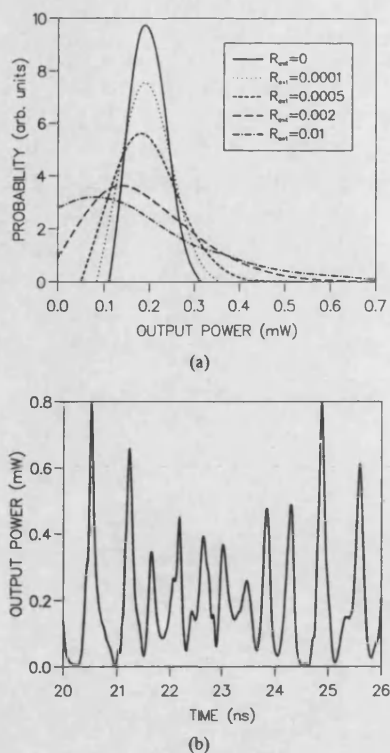 10
8
6
4
2
0
PROBABILITY (arb. units)
R_ext=0
R_ext=0.0001
R_ext=0.0005
R_ext=0.002
R_ext=0.01
0.0 0.1 0.2 0.3 0.4 0.5 0.6 0.7
OUTPUT POWER (mW)
(a)
0.8
0.6
0.4
0.2
0.0
OUTPUT POWER (mW)
20 21 22 23 24 25 26
TIME (ns)
(b)